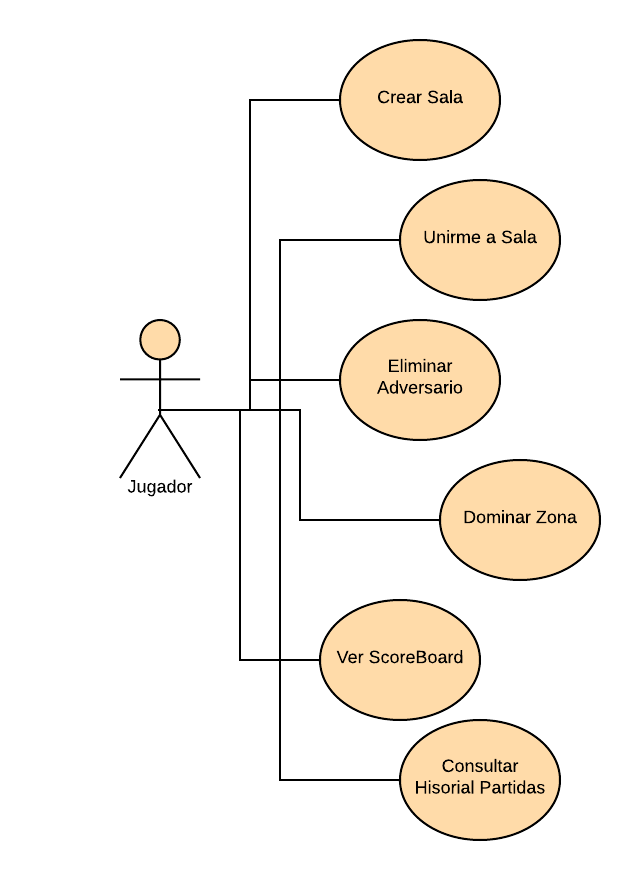 Crear Sala
Unirme a Sala
Eliminar
Adversario
Jugador
Dominar Zona
Ver ScoreBoard
Consultar
Hisorial Partidas